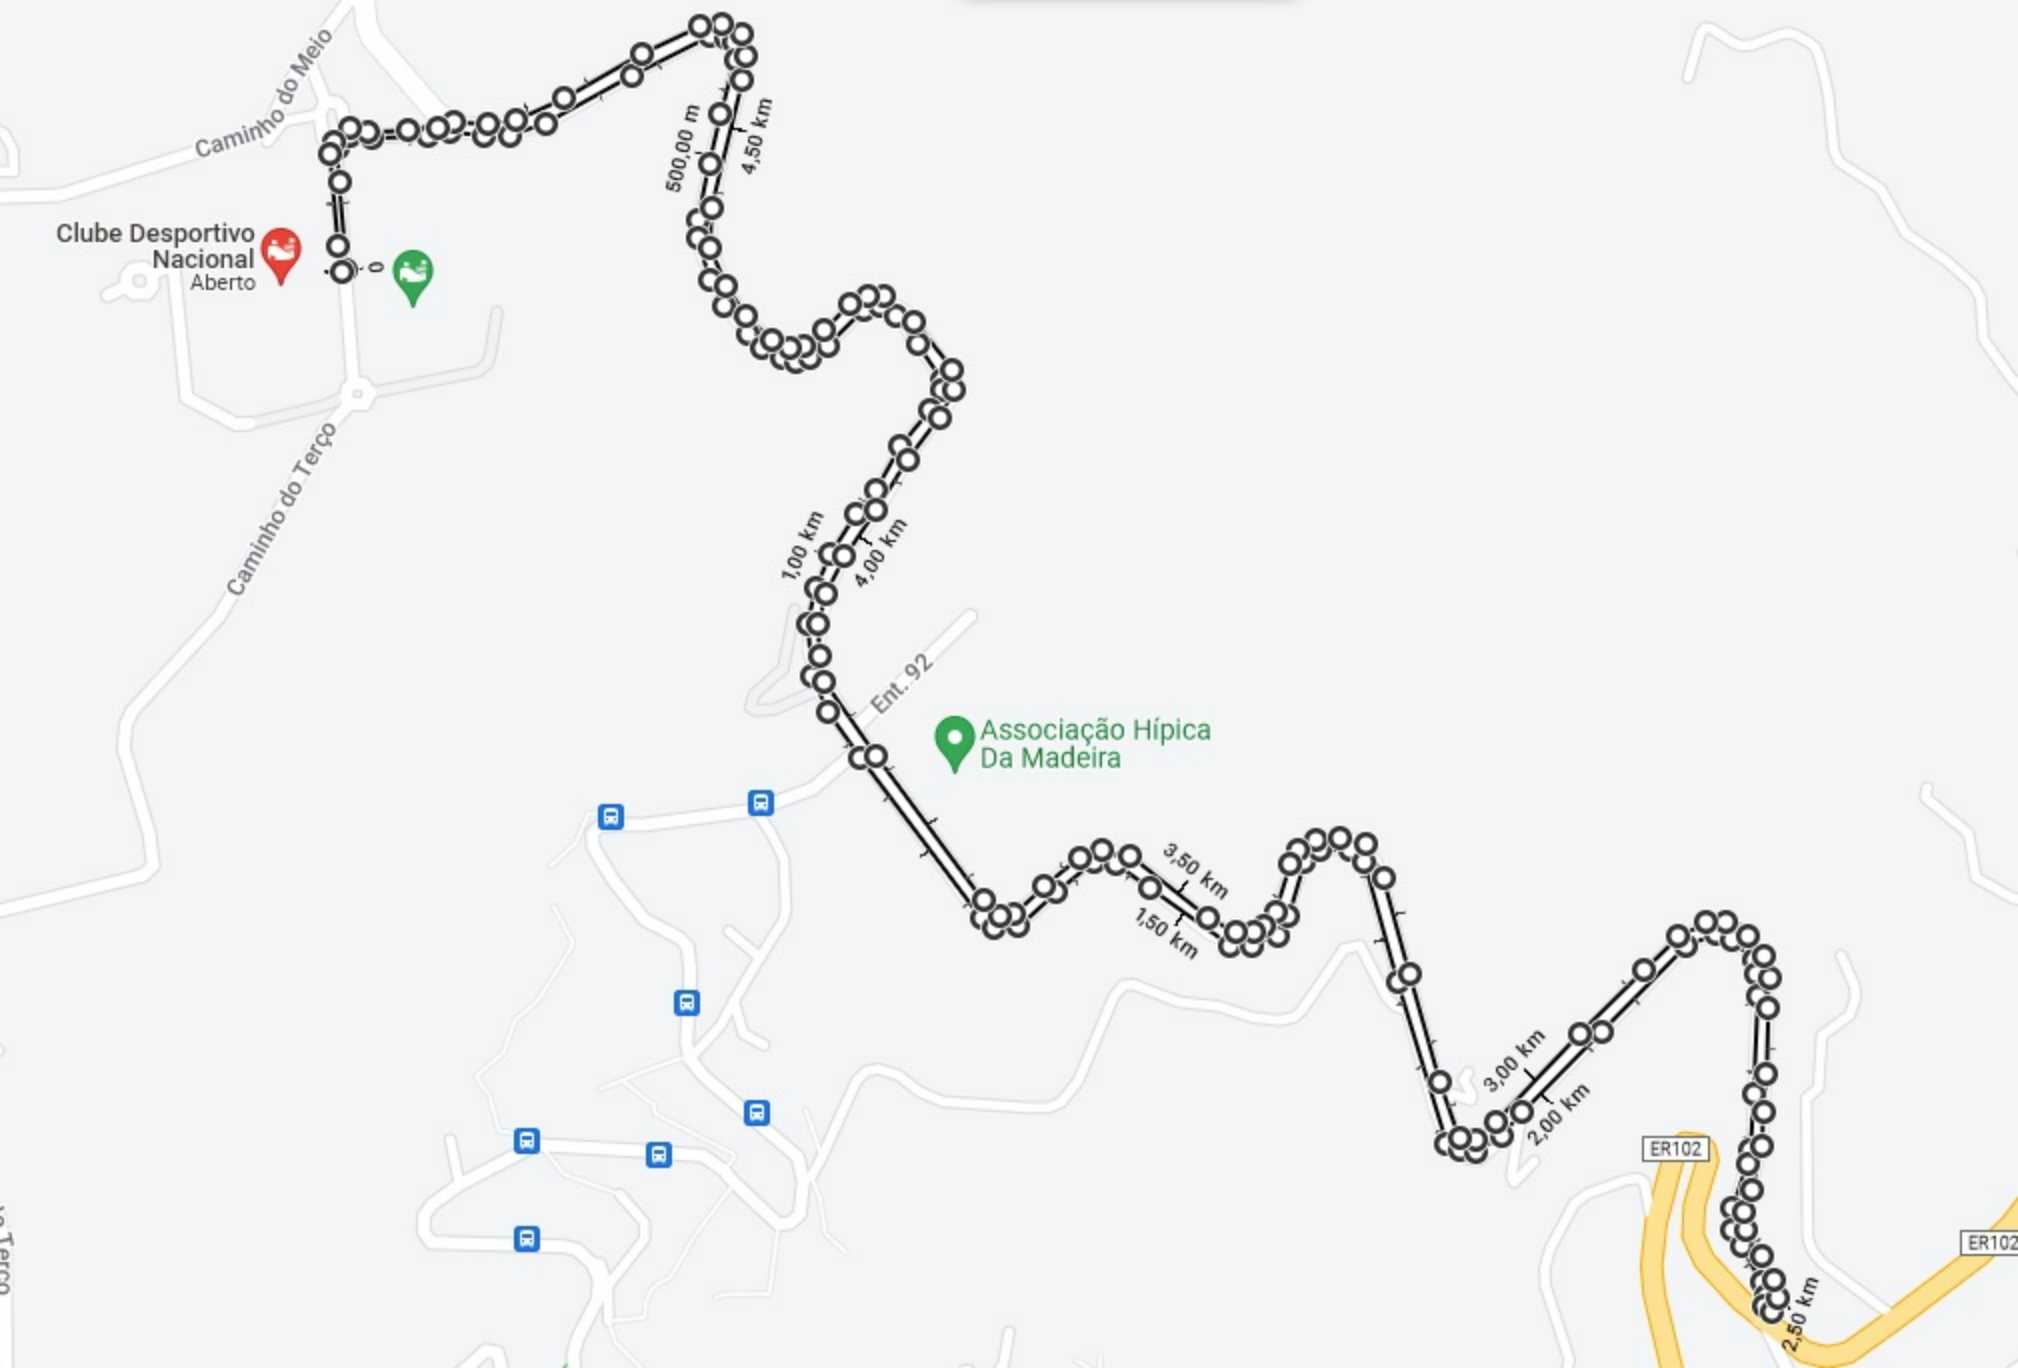 Caminho do Meio
500,00 m
4,50 km
Clube Desportivo
Nacional
Aberto
0
Caminho do Terço
1,00 km
4,00 km
Ent. 92
Associação Hípica
Da Madeira
3,50 km
1,50 km
3,00 km
2,00 km
ER102
ER102
2,50 km
Terço